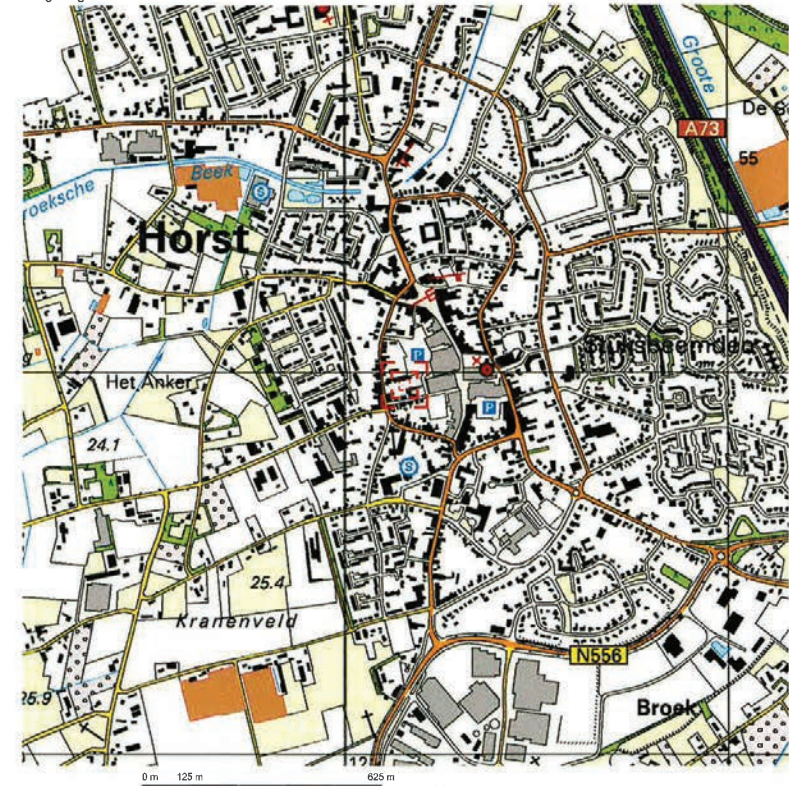 Groote
De S
A73
55
Beek
roeksche
S
Horst
P
Het Anker
P
24.1
S
25.4
Kranenveld
N556
25.9
Broek
12
0 m 125 m 625 m